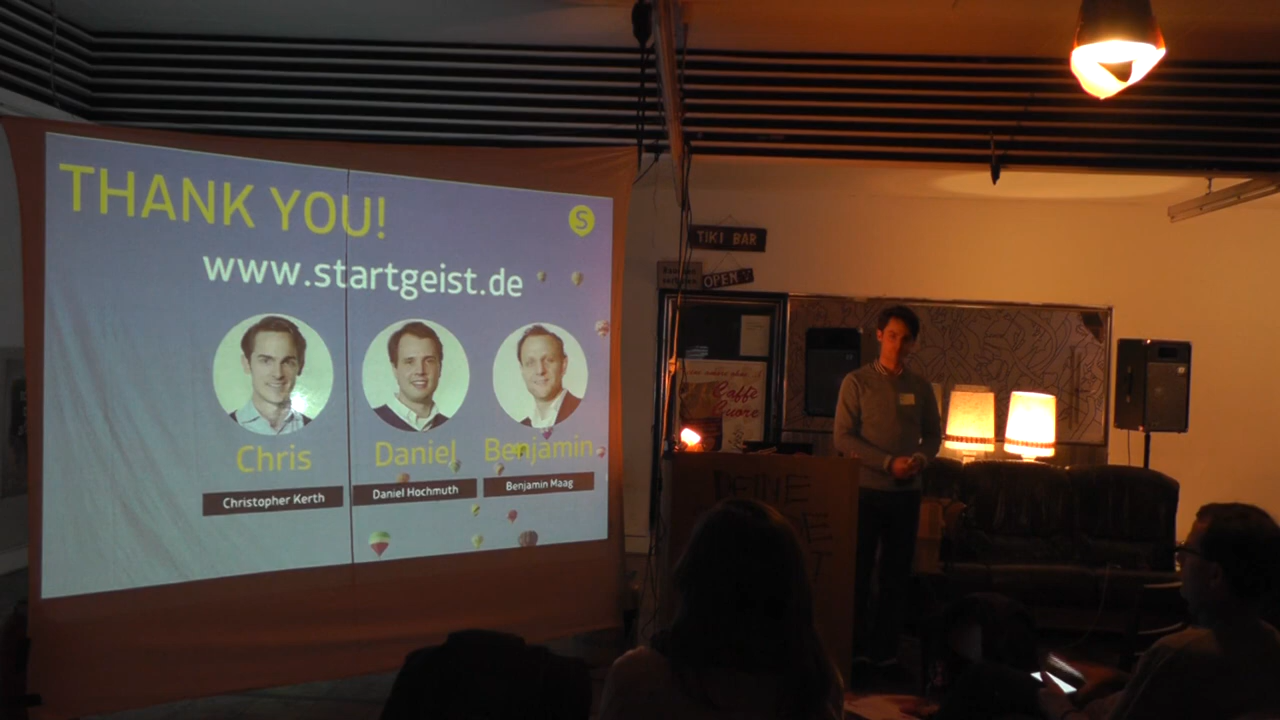 THANK YOU!
S
www.startgeist.de
Chris
Daniel
Benjamin
Christopher Kerth
Daniel Hochmuth
Benjamin Maag
TIKI BAR
OPEN
Caffè
Cuore
DEINE